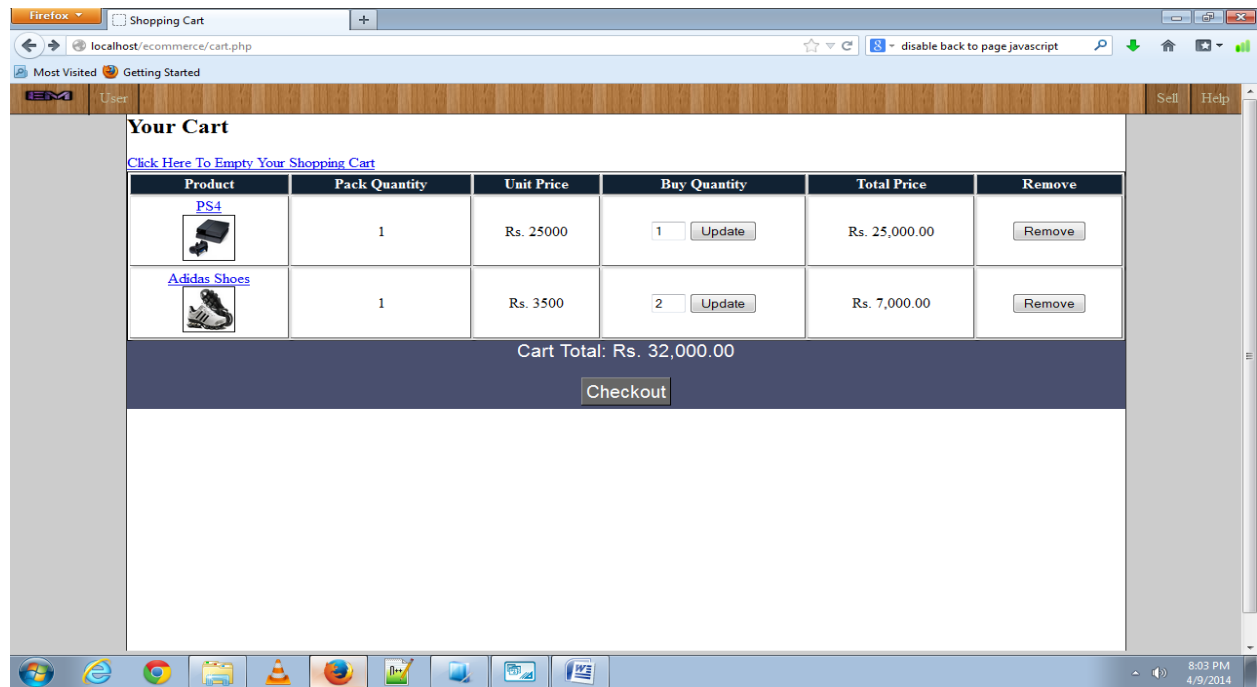 Firefox
Shopping Cart
localhost/ecommerce/cart.php
disable back to page javascript
Most Visited Getting Started
EM User Sell Help
Your Cart
Click Here To Empty Your Shopping Cart
Product Pack Quantity Unit Price Buy Quantity Total Price Remove
PS4
1 Rs. 25000 1 Update Rs. 25,000.00 Remove
Adidas Shoes
1 Rs. 3500 2 Update Rs. 7,000.00 Remove
Cart Total: Rs. 32,000.00
Checkout
8:03 PM
4/9/2014